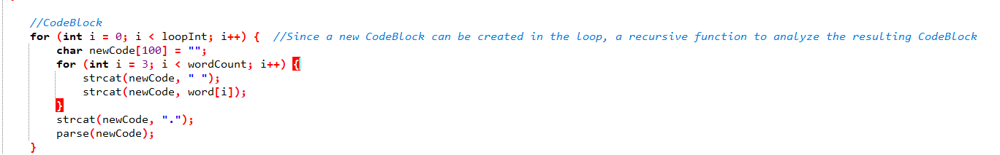 //CodeBlock
for (int i = 0; i < loopInt; i++) {  //Since a new CodeBlock can be created in the loop, a recursive function to analyze the resulting CodeBlock
    char newCode[100] = "";
    for (int i = 3; i < wordCount; i++) {
        strcat(newCode, " ");
        strcat(newCode, word[i]);
    }
    strcat(newCode, ".");
    parse(newCode);
}